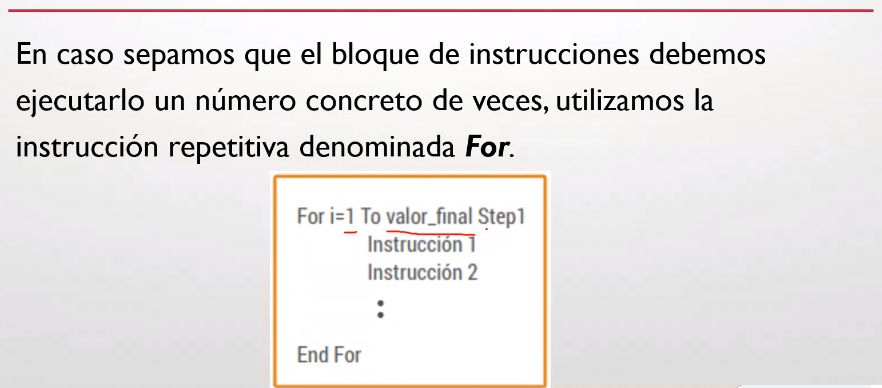 En caso sepamos que el bloque de instrucciones debemos
ejecutarlo un número concreto de veces, utilizamos la
instrucción repetitiva denominada For.
For i=1 To valor_final Step1
Instrucción 1
Instrucción 2
:
End For